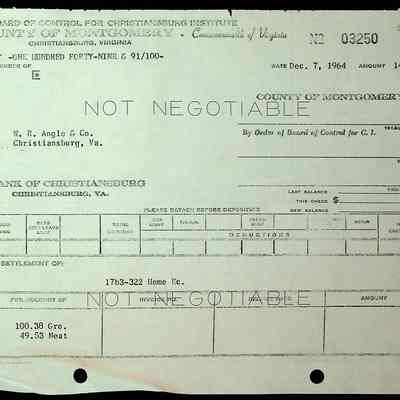 BOARD OF CONTROL FOR CHRISTIANSBURG INSTITUTE
COUNTY OF MONTGOMERY - Commonwealth of Virginia No 03250
CHRISTIANSBURG, VIRGINIA
-ONE HUNDRED FORTY-NINE & 91/100-
ORDER OF DATE Dec. 7, 1964 AMOUNT 14
COUNTY OF MONTGOMERY
NOT NEGOTIABLE
By Order of Board of Control for C. I.
Christiansburg, Va.
BANK OF CHRISTIANSBURG
CHRISTIANSBURG, VA.
LAST BALANCE
THIS CHECK $
NEW BALANCE
PLEASE DETACH BEFORE DEPOSITING
DEDUCTIONS
SETTLEMENT OF:
17b3-322 Home Ec.
FOR ACCOUNT OF INVOICE NO. AMOUNT
NOT NEGOTIABLE
100.38 Gro.
49.53 Meat